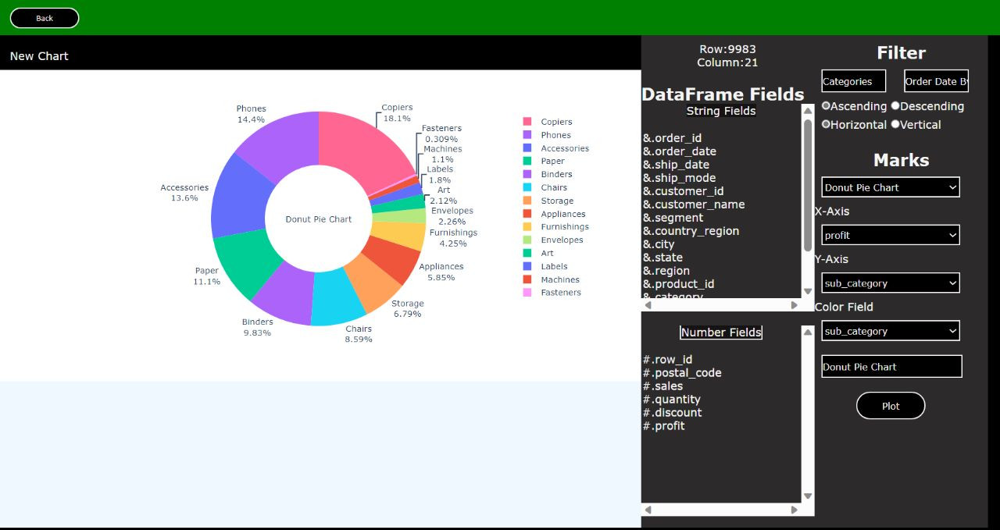 Back
New Chart
Phones
14.4%
Copiers
18.1%
Fasteners
0.309%
Machines
1.1%
Labels
1.8%
Art
2.12%
Envelopes
2.26%
Furnishings
4.25%
Appliances
5.85%
Storage
6.79%
Chairs
8.59%
Binders
9.83%
Paper
11.1%
Accessories
13.6%
Donut Pie Chart
Copiers
Phones
Accessories
Paper
Binders
Chairs
Storage
Appliances
Furnishings
Envelopes
Art
Labels
Machines
Fasteners
Row:9983
Column:21
DataFrame Fields
String Fields
&.order_id
&.order_date
&.ship_date
&.ship_mode
&.customer_id
&.customer_name
&.segment
&.country_region
&.city
&.state
&.region
&.product_id
&.category
Number Fields
#.row_id
#.postal_code
#.sales
#.quantity
#.discount
#.profit
Filter
Categories
Order Date By
Ascending Descending
Horizontal Vertical
Marks
Donut Pie Chart
X-Axis
profit
Y-Axis
sub_category
Color Field
sub_category
Donut Pie Chart
Plot